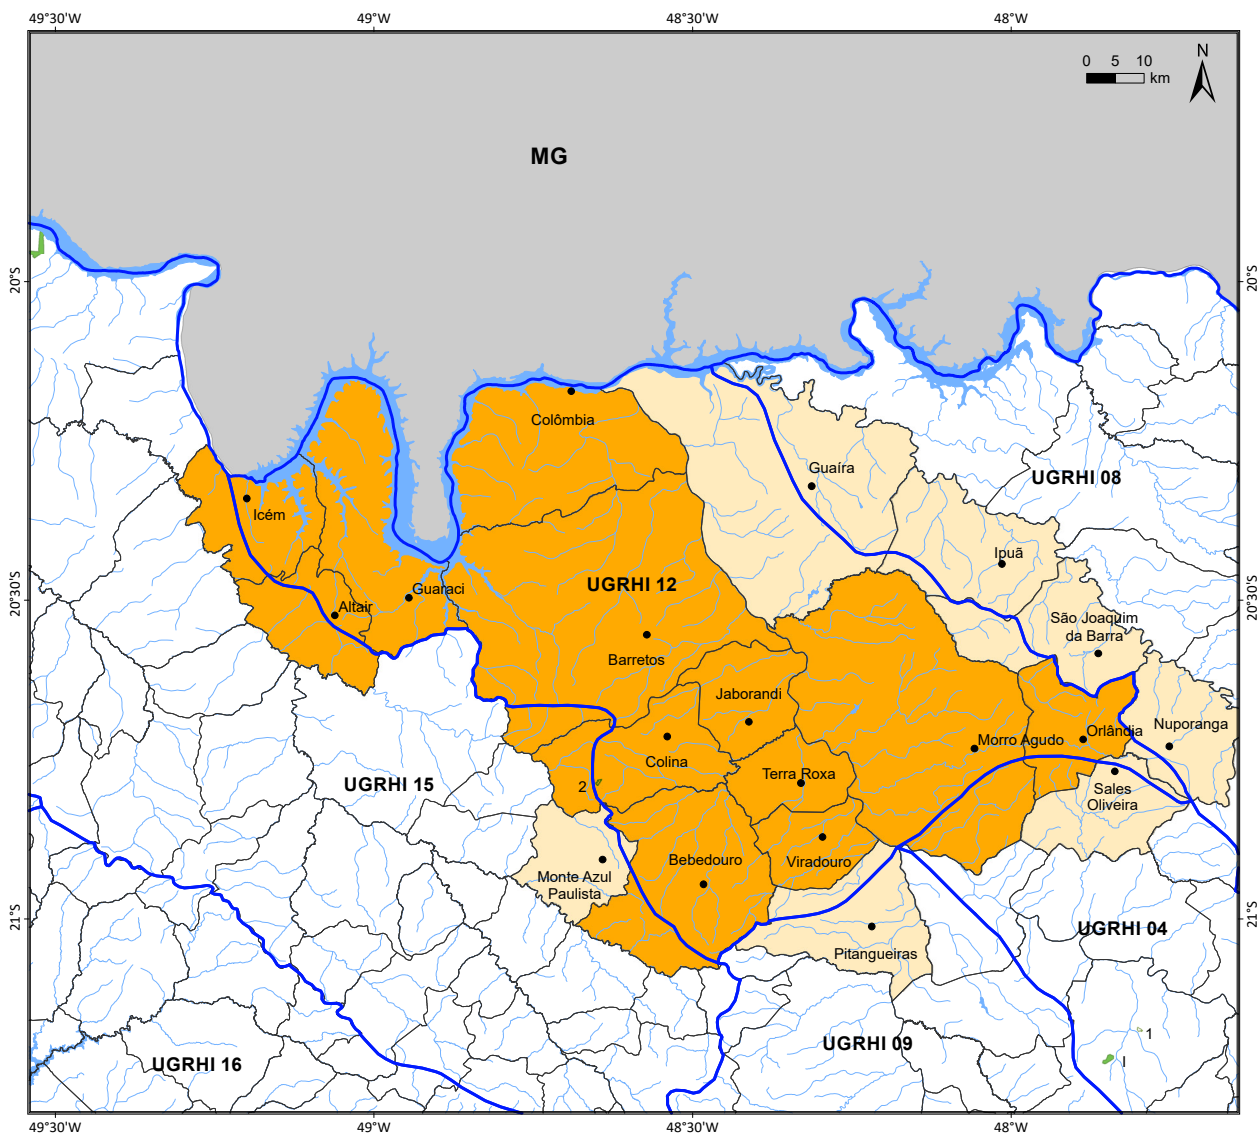 49°30'W 49°W 48°30'W 48°W
N
0 5 10
km
MG
20°S 20°S
Colômbia
Guaíra
UGRHI 08
Icém
Ipuã
UGRHI 12
Guaraci
Altair
20°30'S 20°30'S
São Joaquim
da Barra
Barretos
Jaborandi
Nuporanga
Orlândia
Morro Agudo
Colina
Terra Roxa
UGRHI 15
2
Sales
Oliveira
Bebedouro
Viradouro
Monte Azul
Paulista
21°S 21°S
UGRHI 04
Pitangueiras
1
UGRHI 09
I
UGRHI 16
49°30'W 49°W 48°30'W 48°W